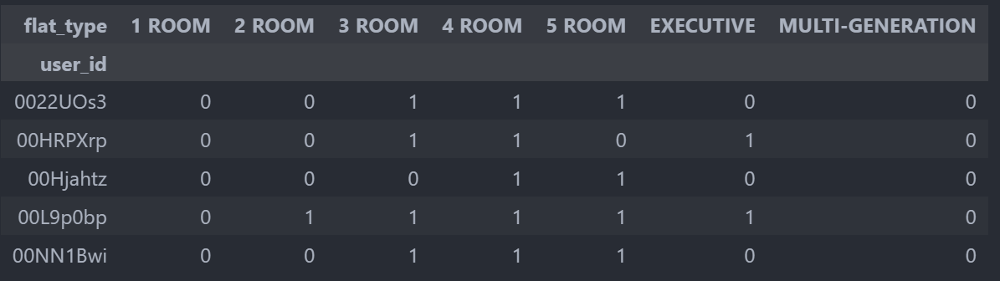 flat_type 1 ROOM 2 ROOM 3 ROOM 4 ROOM 5 ROOM EXECUTIVE MULTI-GENERATION
user_id
0022UOs3 0 0 1 1 1 0 0
00HRPXrp 0 0 1 1 0 1 0
00Hjahtz 0 0 0 1 1 0 0
00L9p0bp 0 1 1 1 1 1 0
00NN1Bwi 0 0 1 1 1 0 0